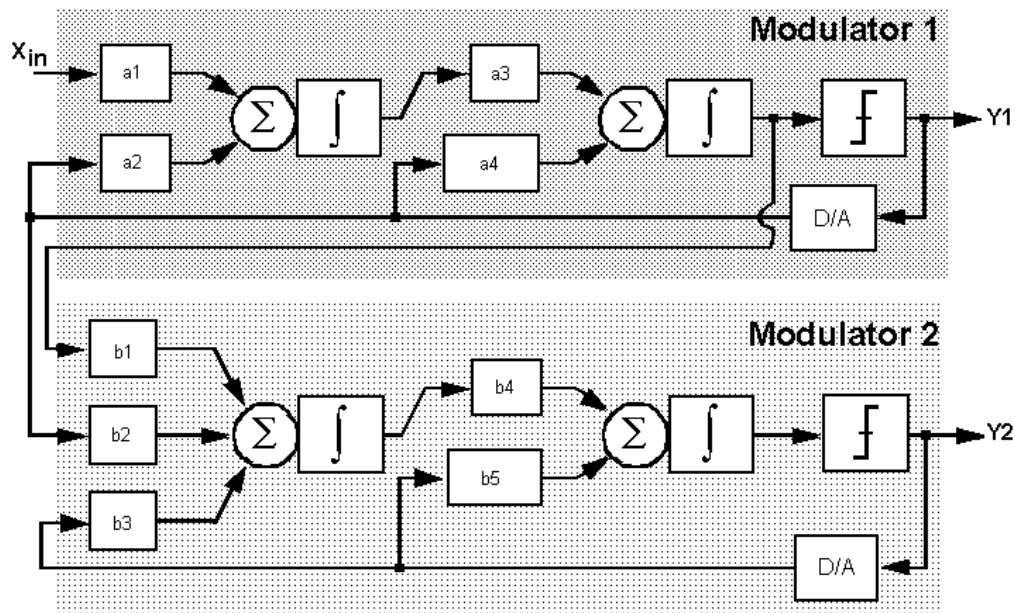 Modulator 1
Xin
a1
a3
Σ
∫
Σ
∫
Y1
a2
a4
D/A
Modulator 2
b1
b4
b2
Σ
∫
Σ
∫
Y2
b5
b3
D/A